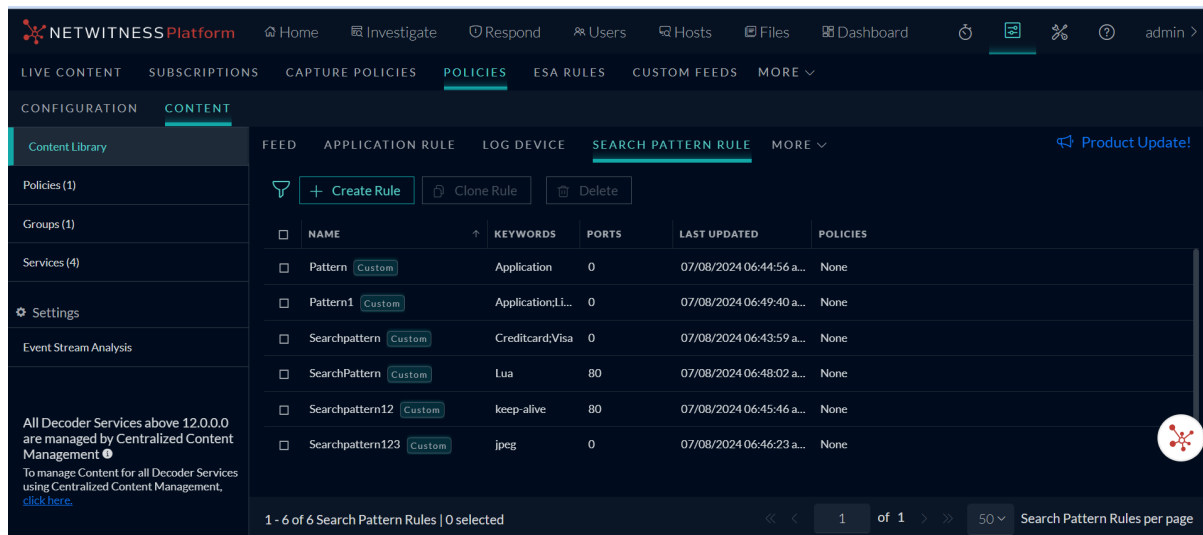 NETWITNESS Platform Home Investigate Respond Users Hosts Files Dashboard admin >
LIVE CONTENT SUBSCRIPTIONS CAPTURE POLICIES POLICIES ESA RULES CUSTOM FEEDS MORE
CONFIGURATION CONTENT
Content Library
Policies (1)
Groups (1)
Services (4)
Settings
Event Stream Analysis
All Decoder Services above 12.0.0.0
are managed by Centralized Content
Management
To manage Content for all Decoder Services
using Centralized Content Management,
click here.
FEED APPLICATION RULE LOG DEVICE SEARCH PATTERN RULE MORE
Product Update!
+ Create Rule Clone Rule Delete
NAME KEYWORDS PORTS LAST UPDATED POLICIES
Pattern Custom Application 0 07/08/2024 06:44:56 a... None
Pattern1 Custom Application;Li... 0 07/08/2024 06:49:40 a... None
Searchpattern Custom Creditcard;Visa 0 07/08/2024 06:43:59 a... None
SearchPattern Custom Lua 80 07/08/2024 06:48:02 a... None
Searchpattern12 Custom keep-alive 80 07/08/2024 06:45:46 a... None
Searchpattern123 Custom jpeg 0 07/08/2024 06:46:23 a... None
1 - 6 of 6 Search Pattern Rules | 0 selected
<< < 1 of 1 > >> 50 Search Pattern Rules per page